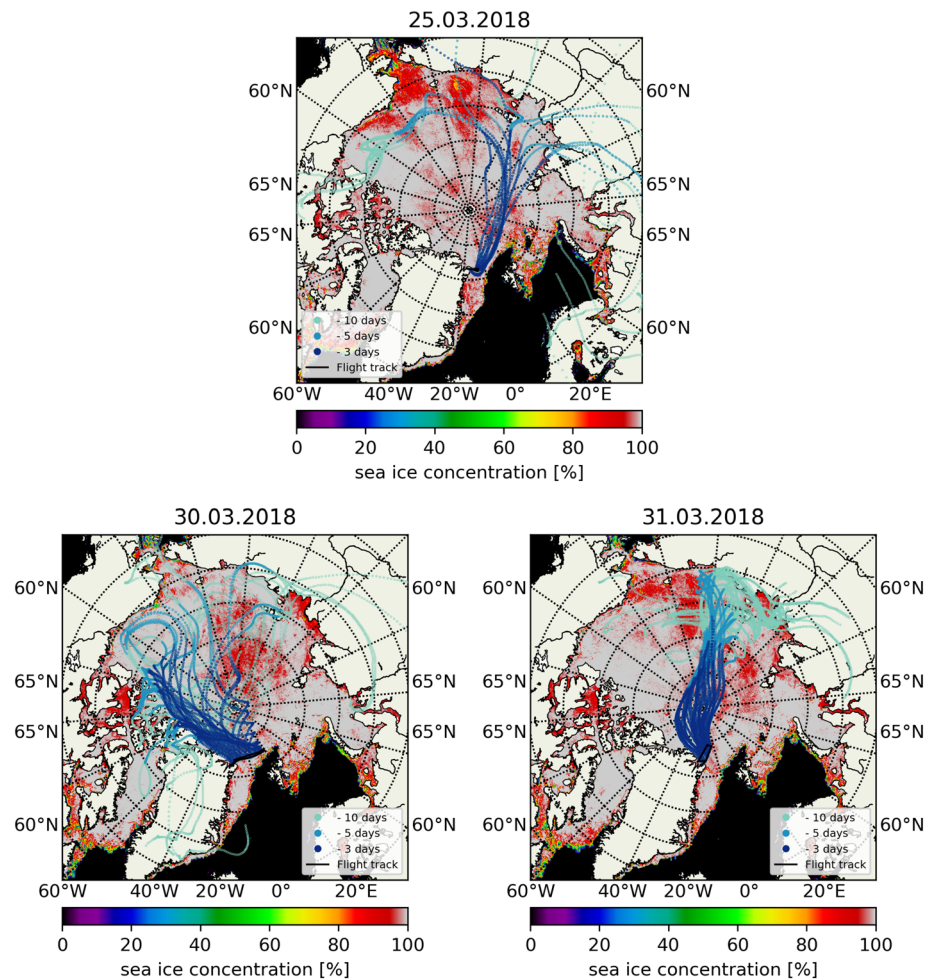 25.03.2018
60°N 60°N
65°N 65°N
65°N 65°N
60°N 60°N
- 10 days
- 5 days
- 3 days
Flight track
60°W 40°W 20°W 0° 20°E
0 20 40 60 80 100
sea ice concentration [%]
30.03.2018
60°N 60°N
65°N 65°N
65°N 65°N
60°N 60°N
- 10 days
- 5 days
- 3 days
Flight track
60°W 40°W 20°W 0° 20°E
0 20 40 60 80 100
sea ice concentration [%]
31.03.2018
60°N 60°N
65°N 65°N
65°N 65°N
60°N 60°N
- 10 days
- 5 days
- 3 days
Flight track
60°W 40°W 20°W 0° 20°E
0 20 40 60 80 100
sea ice concentration [%]